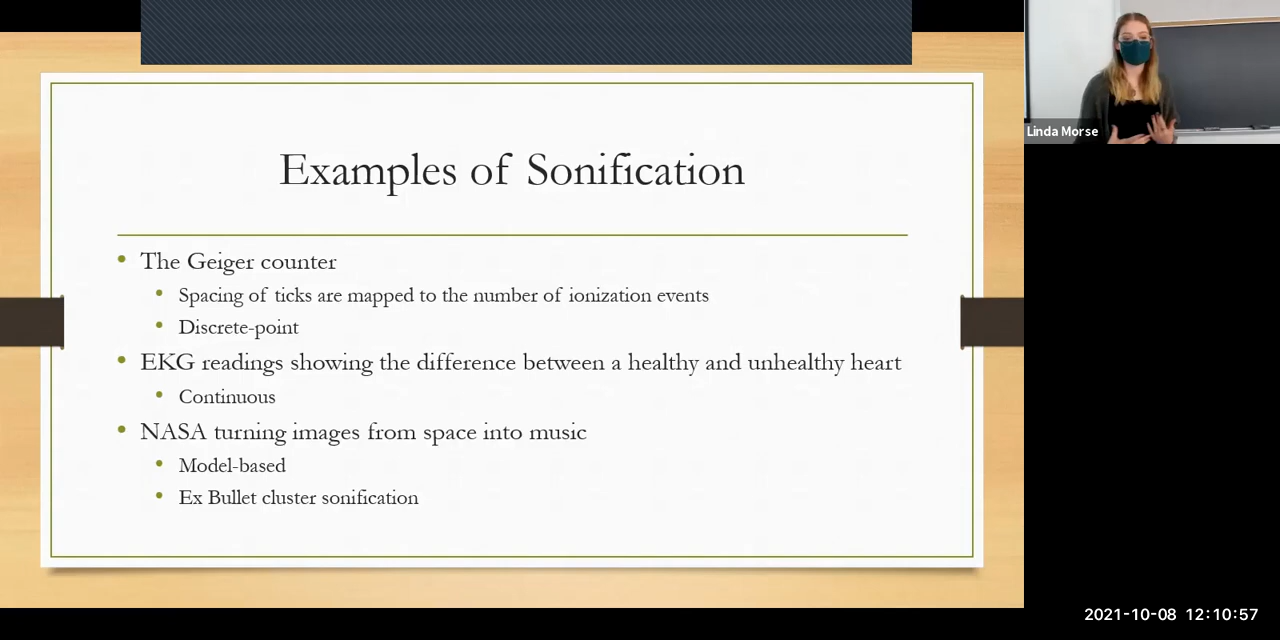 Examples of Sonification
The Geiger counter
Spacing of ticks are mapped to the number of ionization events
Discrete-point
EKG readings showing the difference between a healthy and unhealthy heart
Continuous
NASA turning images from space into music
Model-based
Ex Bullet cluster sonification
Linda Morse
2021-10-08 12:10:57